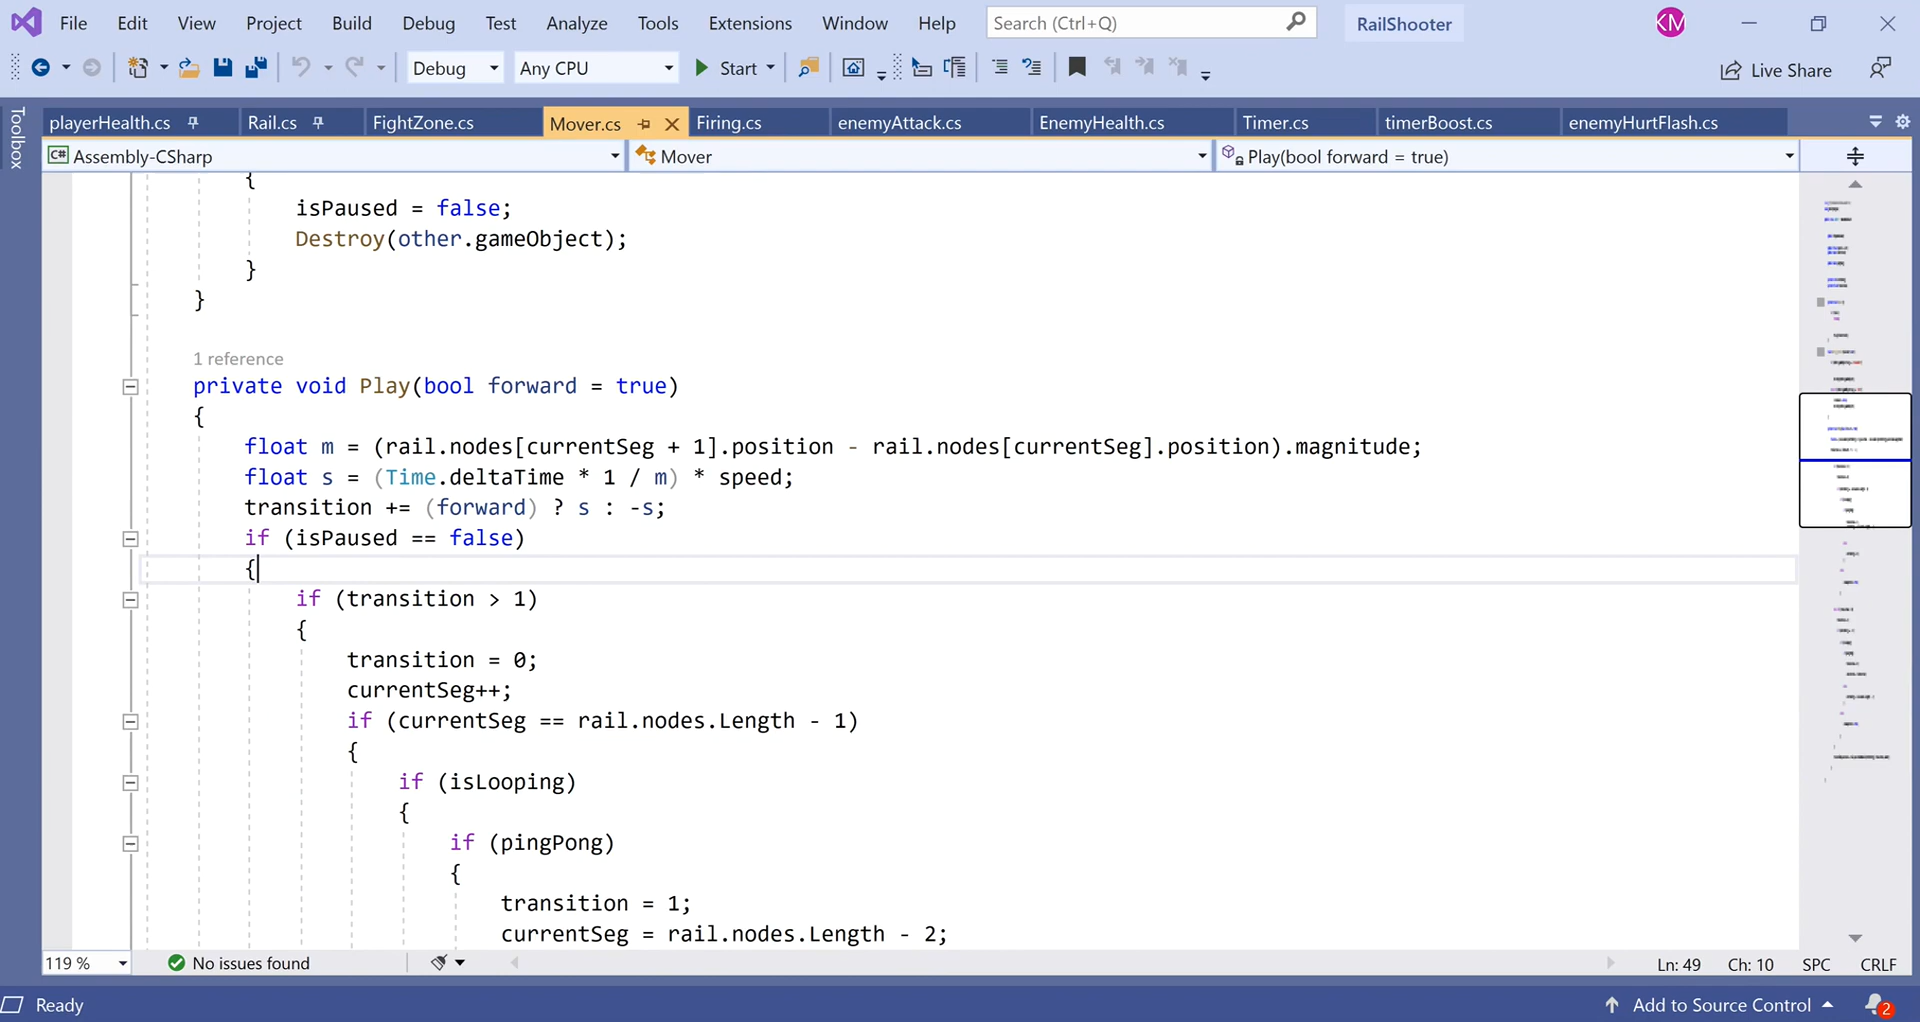 File Edit View Project Build Debug Test Analyze Tools Extensions Window Help Search (Ctrl+Q) RailShooter KM
Debug Any CPU Start Live Share
Toolbox
playerHealth.cs Rail.cs FightZone.cs Mover.cs Firing.cs enemyAttack.cs EnemyHealth.cs Timer.cs timerBoost.cs enemyHurtFlash.cs
C# Assembly-CSharp Mover Play(bool forward = true)
{
isPaused = false;
Destroy(other.gameObject);
}
}
1 reference
private void Play(bool forward = true)
{
float m = (rail.nodes[currentSeg + 1].position - rail.nodes[currentSeg].position).magnitude;
float s = (Time.deltaTime * 1 / m) * speed;
transition += (forward) ? s : -s;
if (isPaused == false)
{
if (transition > 1)
{
transition = 0;
currentSeg++;
if (currentSeg == rail.nodes.Length - 1)
{
if (isLooping)
{
if (pingPong)
{
transition = 1;
currentSeg = rail.nodes.Length - 2;
119 % No issues found Ln: 49 Ch: 10 SPC CRLF
Ready Add to Source Control 2